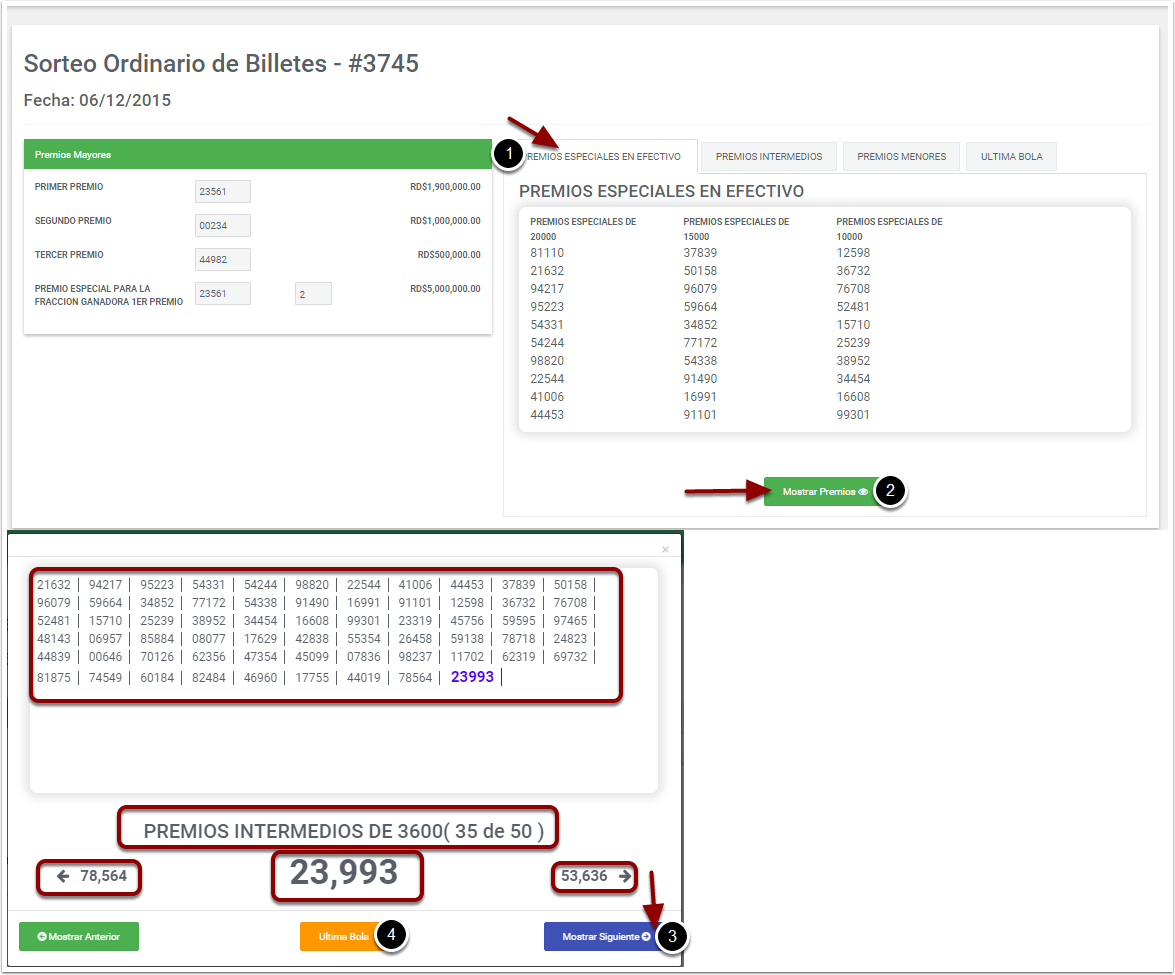 Sorteo Ordinario de Billetes - #3745
Fecha: 06/12/2015
Premios Mayores
PRIMER PREMIO 23561 RD$1,900,000.00
SEGUNDO PREMIO 00234 RD$1,000,000.00
TERCER PREMIO 44982 RD$500,000.00
PREMIO ESPECIAL PARA LA
FRACCION GANADORA 1ER PREMIO 23561 2 RD$5,000,000.00
1
REMIOS ESPECIALES EN EFECTIVO PREMIOS INTERMEDIOS PREMIOS MENORES ULTIMA BOLA
PREMIOS ESPECIALES EN EFECTIVO
PREMIOS ESPECIALES DE PREMIOS ESPECIALES DE PREMIOS ESPECIALES DE
20000 15000 10000
81110 37839 12598
21632 50158 36732
94217 96079 76708
95223 59664 52481
54331 34852 15710
54244 77172 25239
98820 54338 38952
22544 91490 34454
41006 16991 16608
44453 91101 99301
Mostrar Premios 2
×
21632 | 94217 | 95223 | 54331 | 54244 | 98820 | 22544 | 41006 | 44453 | 37839 | 50158 |
96079 | 59664 | 34852 | 77172 | 54338 | 91490 | 16991 | 91101 | 12598 | 36732 | 76708 |
52481 | 15710 | 25239 | 38952 | 34454 | 16608 | 99301 | 23319 | 45756 | 59595 | 97465 |
48143 | 06957 | 85884 | 08077 | 17629 | 42838 | 55354 | 26458 | 59138 | 78718 | 24823 |
44839 | 00646 | 70126 | 62356 | 47354 | 45099 | 07836 | 98237 | 11702 | 62319 | 69732 |
81875 | 74549 | 60184 | 82484 | 46960 | 17755 | 44019 | 78564 | 23993 |
PREMIOS INTERMEDIOS DE 3600( 35 de 50 )
← 78,564 23,993 53,636 →
Mostrar Anterior Ultima Bola 4 Mostrar Siguiente 3